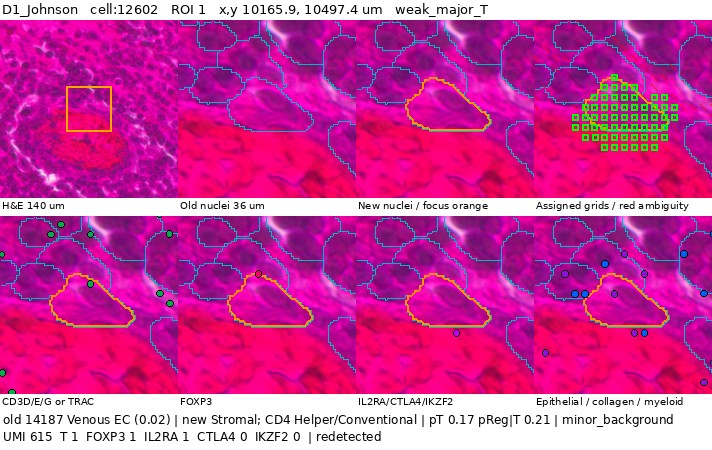 D1_Johnson   cell:12602   ROI 1   x,y 10165.9, 10497.4 um   weak_major_T
H&E 140 um
Old nuclei 36 um
New nuclei / focus orange
Assigned grids / red ambiguity
CD3D/E/G or TRAC
FOXP3
IL2RA/CTLA4/IKZF2
Epithelial / collagen / myeloid
old 14187 Venous EC (0.02) | new Stromal; CD4 Helper/Conventional | pT 0.17 pReg|T 0.21 | minor_background
UMI 615  T 1  FOXP3 1  IL2RA 1  CTLA4 0  IKZF2 0  | redetected